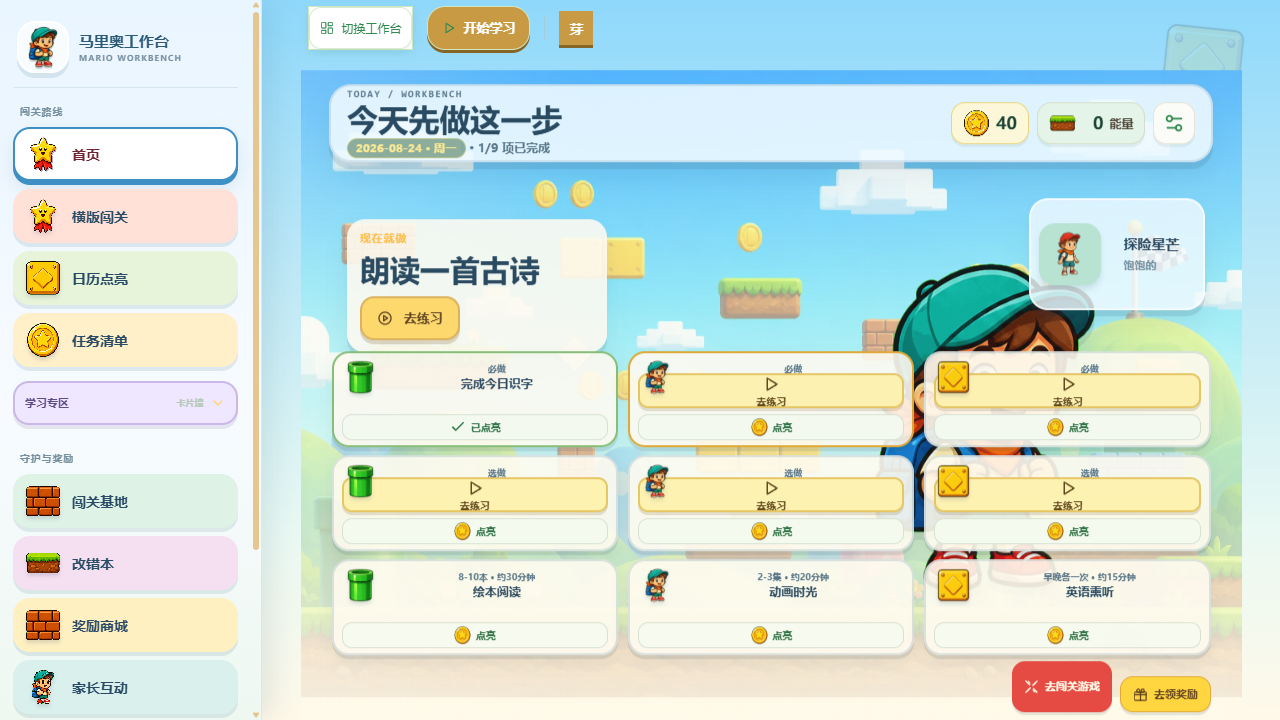 马里奥工作台
MARIO WORKBENCH
闯关路线
首页
横版闯关
日历点亮
任务清单
学习专区
卡片篇
守护与奖励
闯关基地
改错本
奖励商城
家长互动
切换工作台
开始学习
芽
TODAY / WORKBENCH
今天先做这一步
2026-08-24 • 周一 • 1/9 项已完成
40
0 能量
现在就做
朗读一首古诗
去练习
探险星芒
饱饱的
必做
完成今日识字
已点亮
必做
去练习
点亮
必做
去练习
点亮
选做
去练习
点亮
选做
去练习
点亮
选做
去练习
点亮
8-10本 • 约30分钟
绘本阅读
点亮
2-3集 • 约20分钟
动画时光
点亮
早晚各一次 • 约15分钟
英语熏听
点亮
去闯关游戏
去领奖励